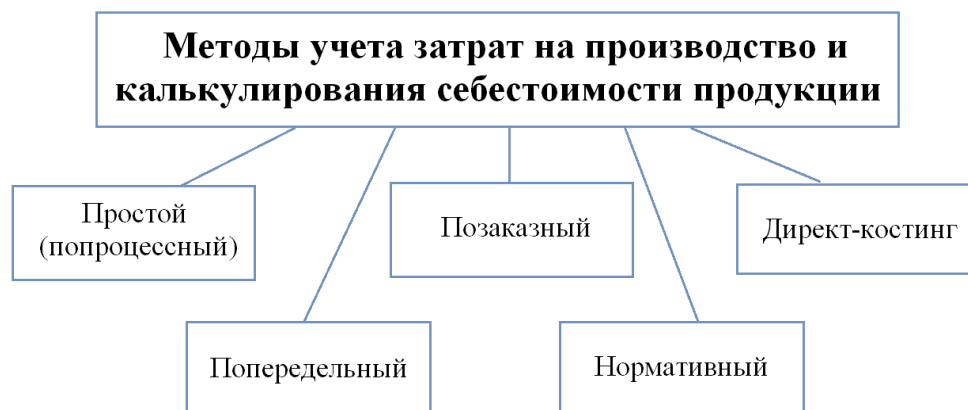 Методы учета затрат на производство и
калькулирования себестоимости продукции
Простой
(попроцессный)
Позаказный
Директ-костинг
Попередельный
Нормативный